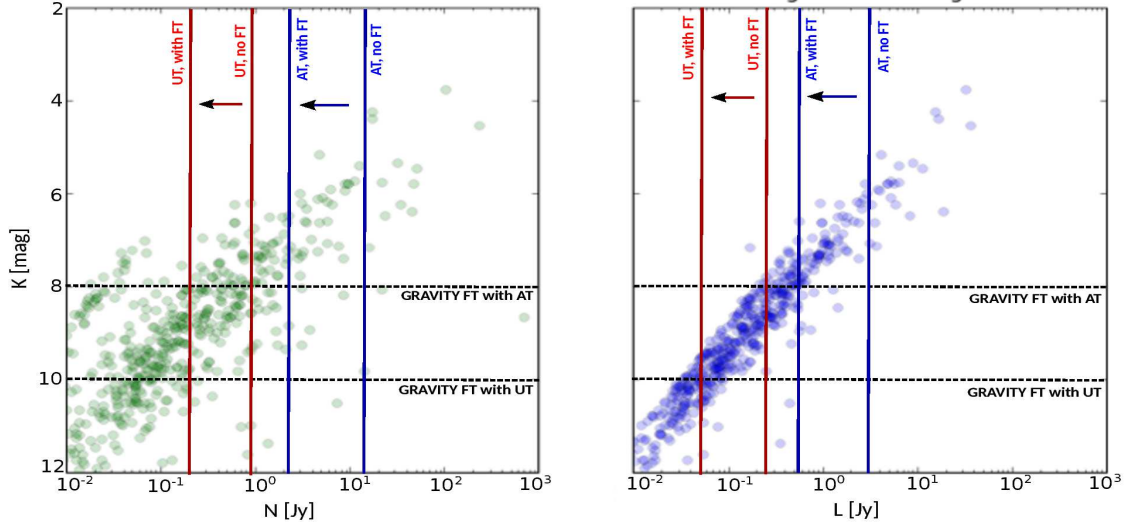 2
4
6
8
10
12
K [mag]
UT, with FT
UT, no FT
AT, with FT
AT, no FT
GRAVITY FT with AT
GRAVITY FT with UT
10-2
10-1
100
101
102
103
N [Jy]
UT, with FT
UT, no FT
AT, with FT
AT, no FT
GRAVITY FT with AT
GRAVITY FT with UT
10-2
10-1
100
101
102
103
L [Jy]